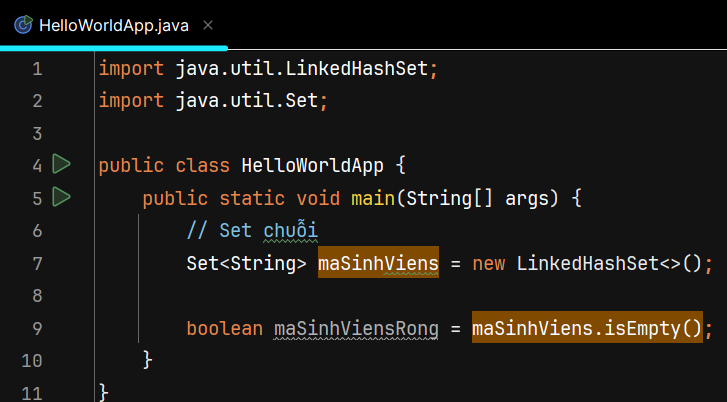 HelloWorldApp.java
1 import java.util.LinkedHashSet;
2 import java.util.Set;
3
4 public class HelloWorldApp {
5 public static void main(String[] args) {
6 // Set chuỗi
7 Set<String> maSinhViens = new LinkedHashSet<>();
8
9 boolean maSinhViensRong = maSinhViens.isEmpty();
10 }
11 }